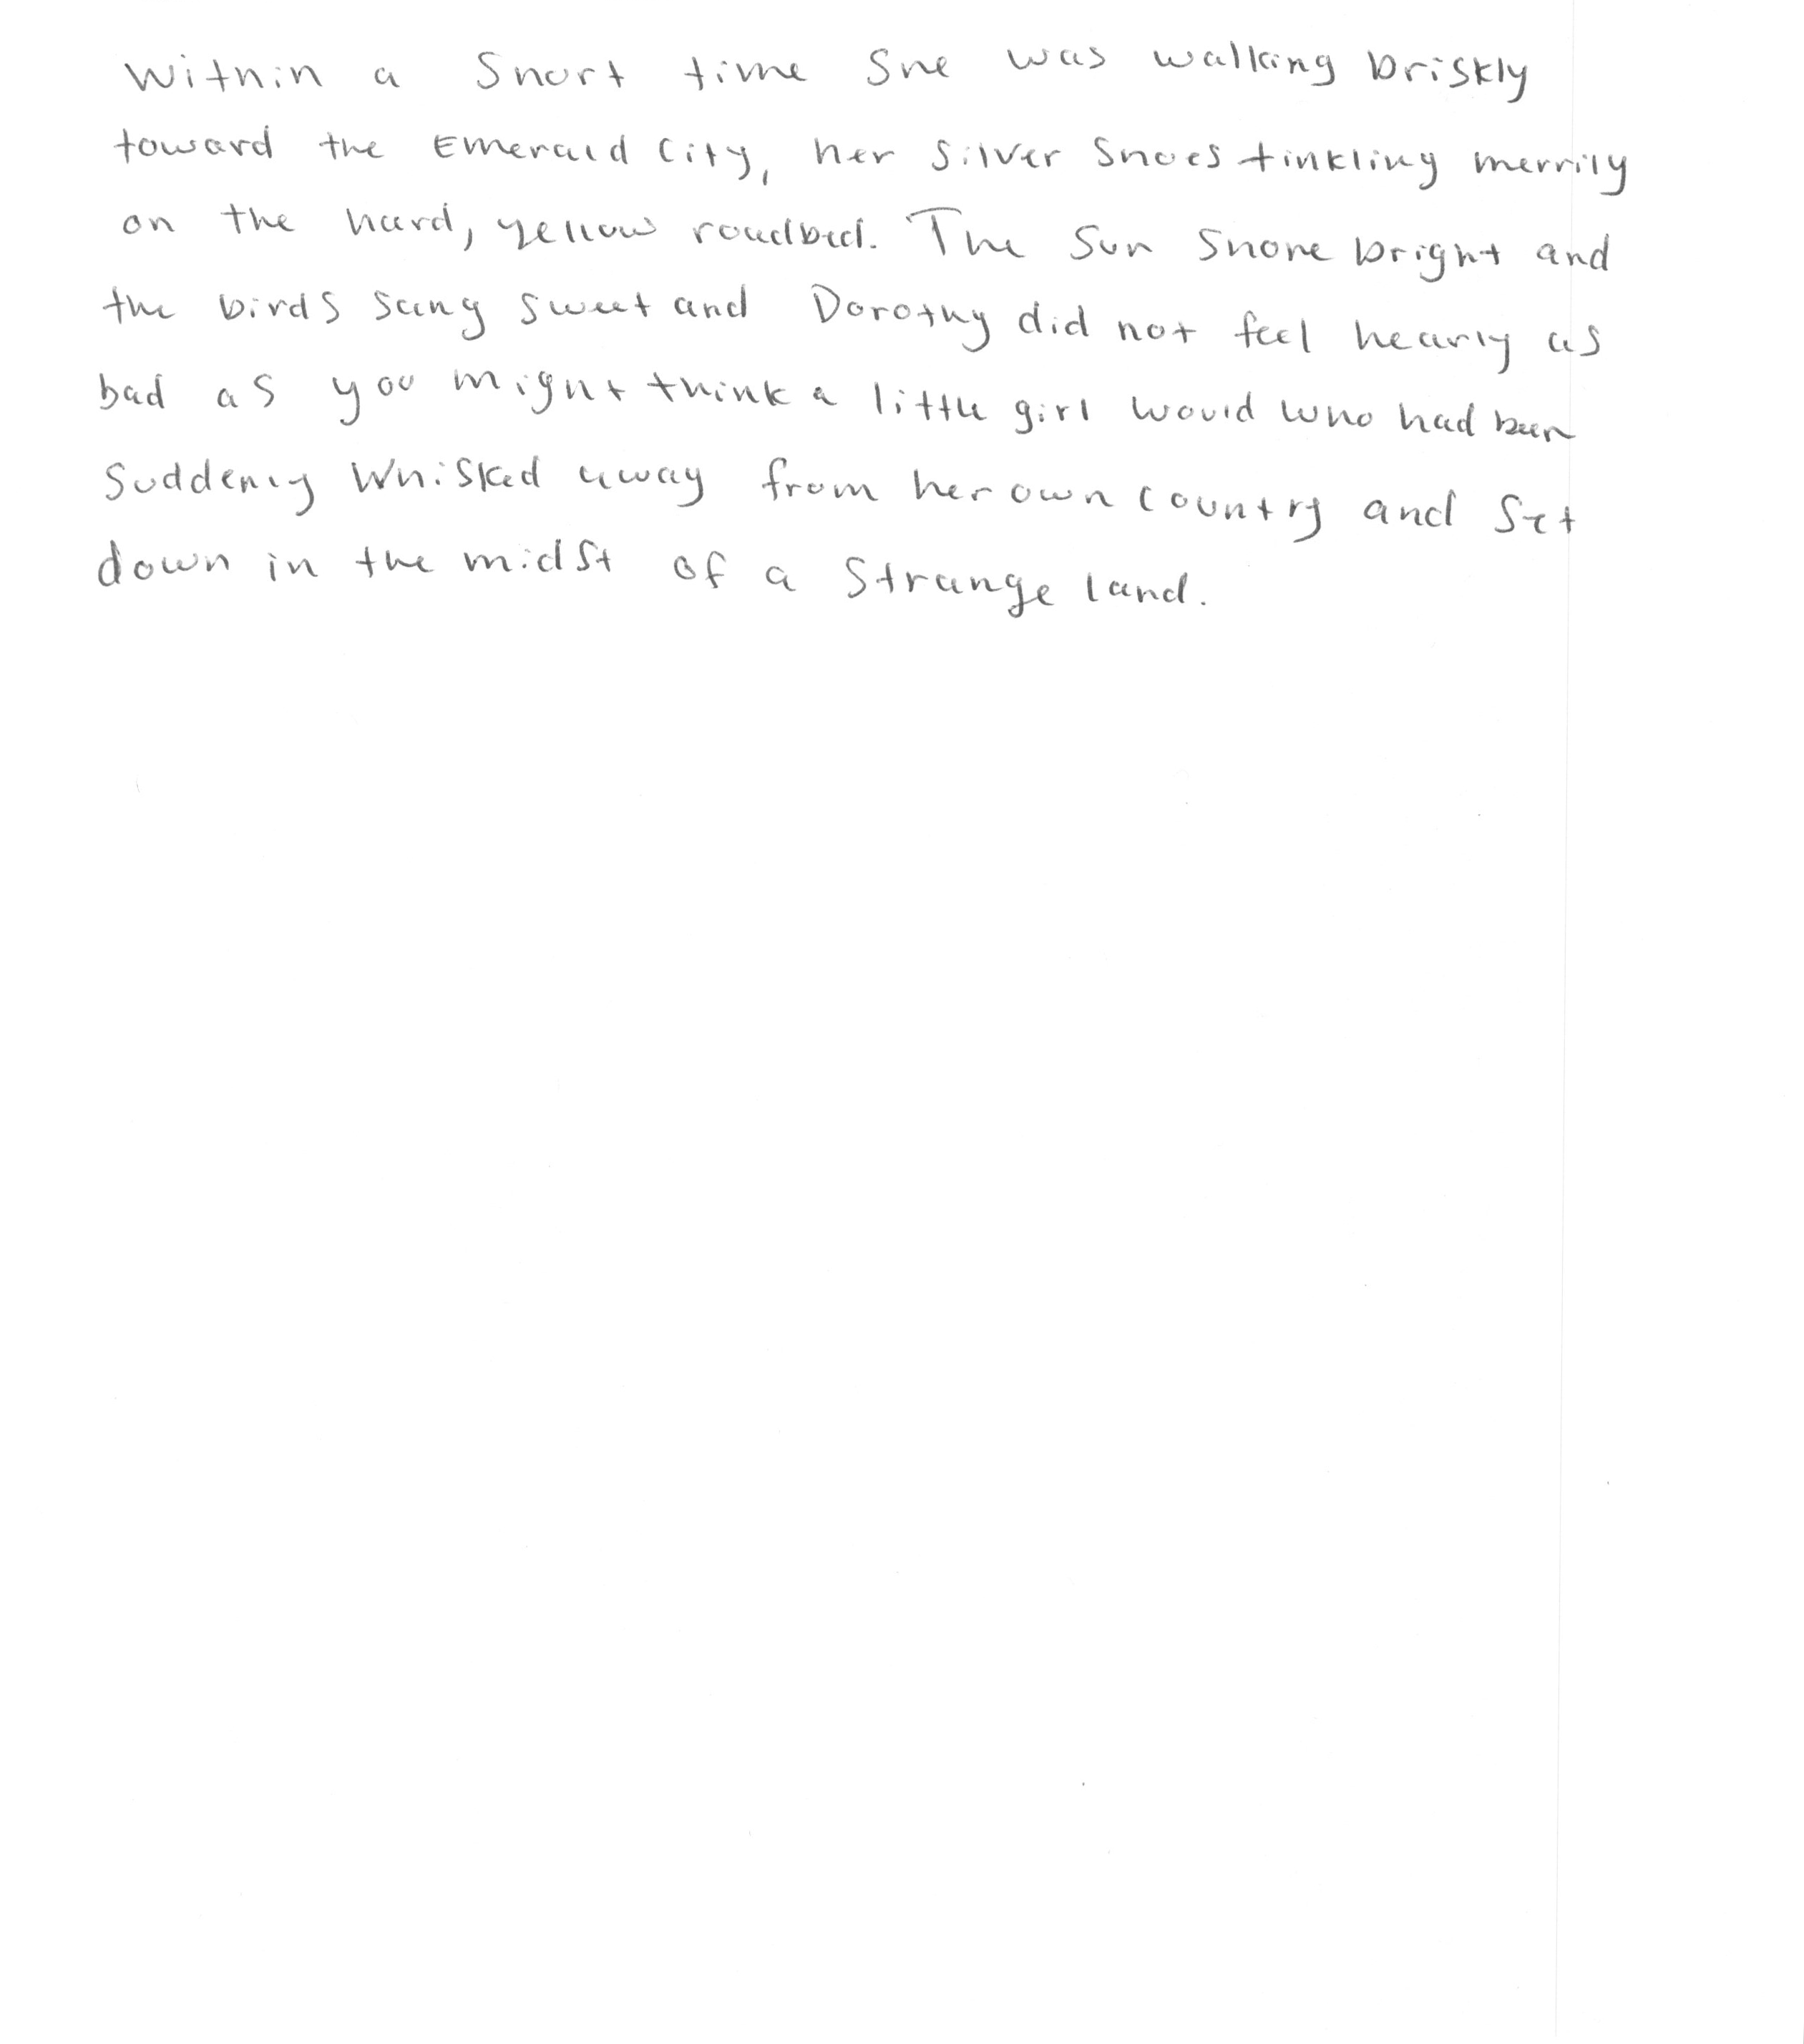 Within a short time she was walking briskly
toward the Emerald City, her silver shoes tinkling merrily
on the hard, yellow roadbed. The sun shone bright and
the birds sang sweet and Dorothy did not feel nearly as
bad as you might think a little girl would who had been
suddenly whisked away from her own country and set
down in the midst of a strange land.